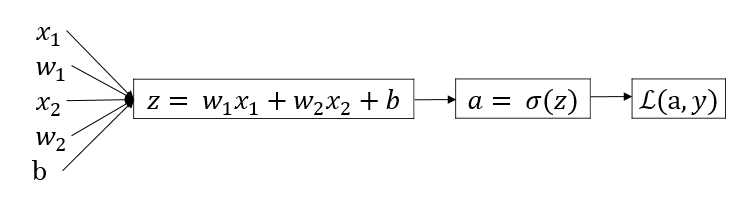 x₁
w₁
x₂
w₂
b
z = w₁x₁ + w₂x₂ + b
a = σ(z)
ℒ(a, y)